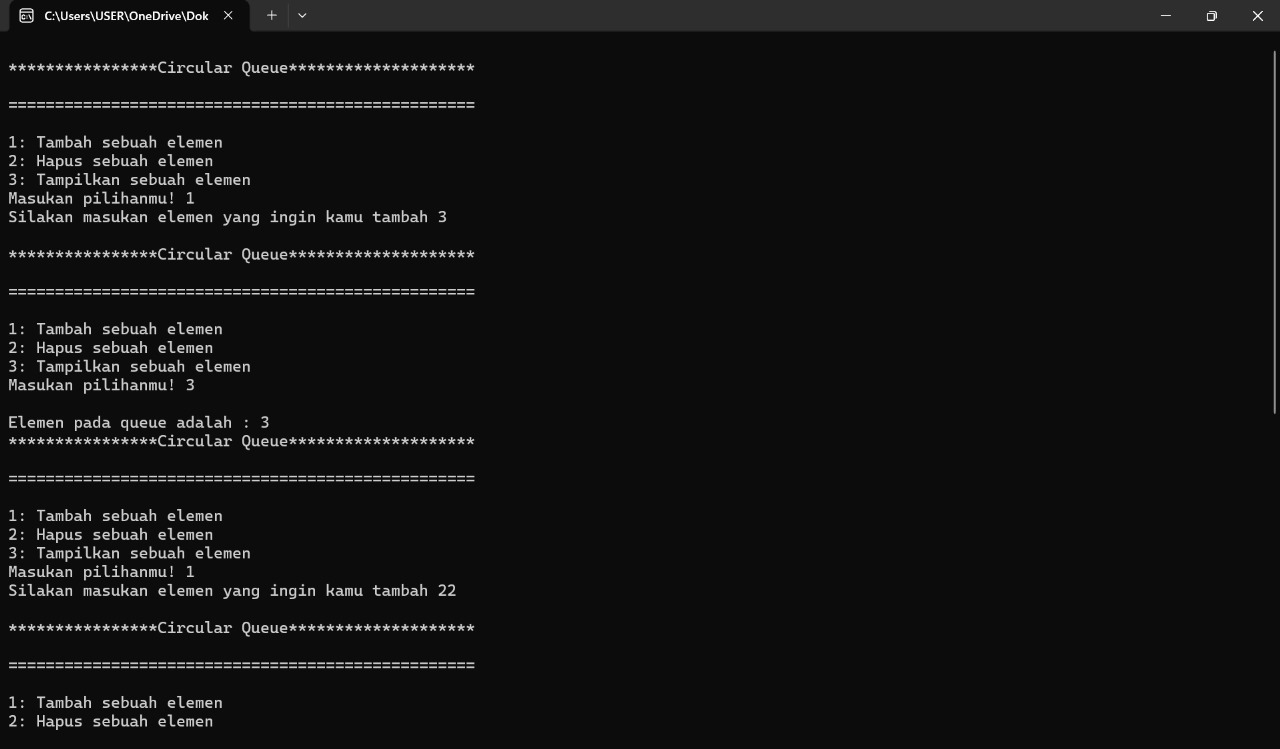 C:\Users\USER\OneDrive\Dok
****************Circular Queue********************
==================================================
1: Tambah sebuah elemen
2: Hapus sebuah elemen
3: Tampilkan sebuah elemen
Masukan pilihanmu! 1
Silakan masukan elemen yang ingin kamu tambah 3
****************Circular Queue********************
==================================================
1: Tambah sebuah elemen
2: Hapus sebuah elemen
3: Tampilkan sebuah elemen
Masukan pilihanmu! 3
Elemen pada queue adalah : 3
****************Circular Queue********************
==================================================
1: Tambah sebuah elemen
2: Hapus sebuah elemen
3: Tampilkan sebuah elemen
Masukan pilihanmu! 1
Silakan masukan elemen yang ingin kamu tambah 22
****************Circular Queue********************
==================================================
1: Tambah sebuah elemen
2: Hapus sebuah elemen